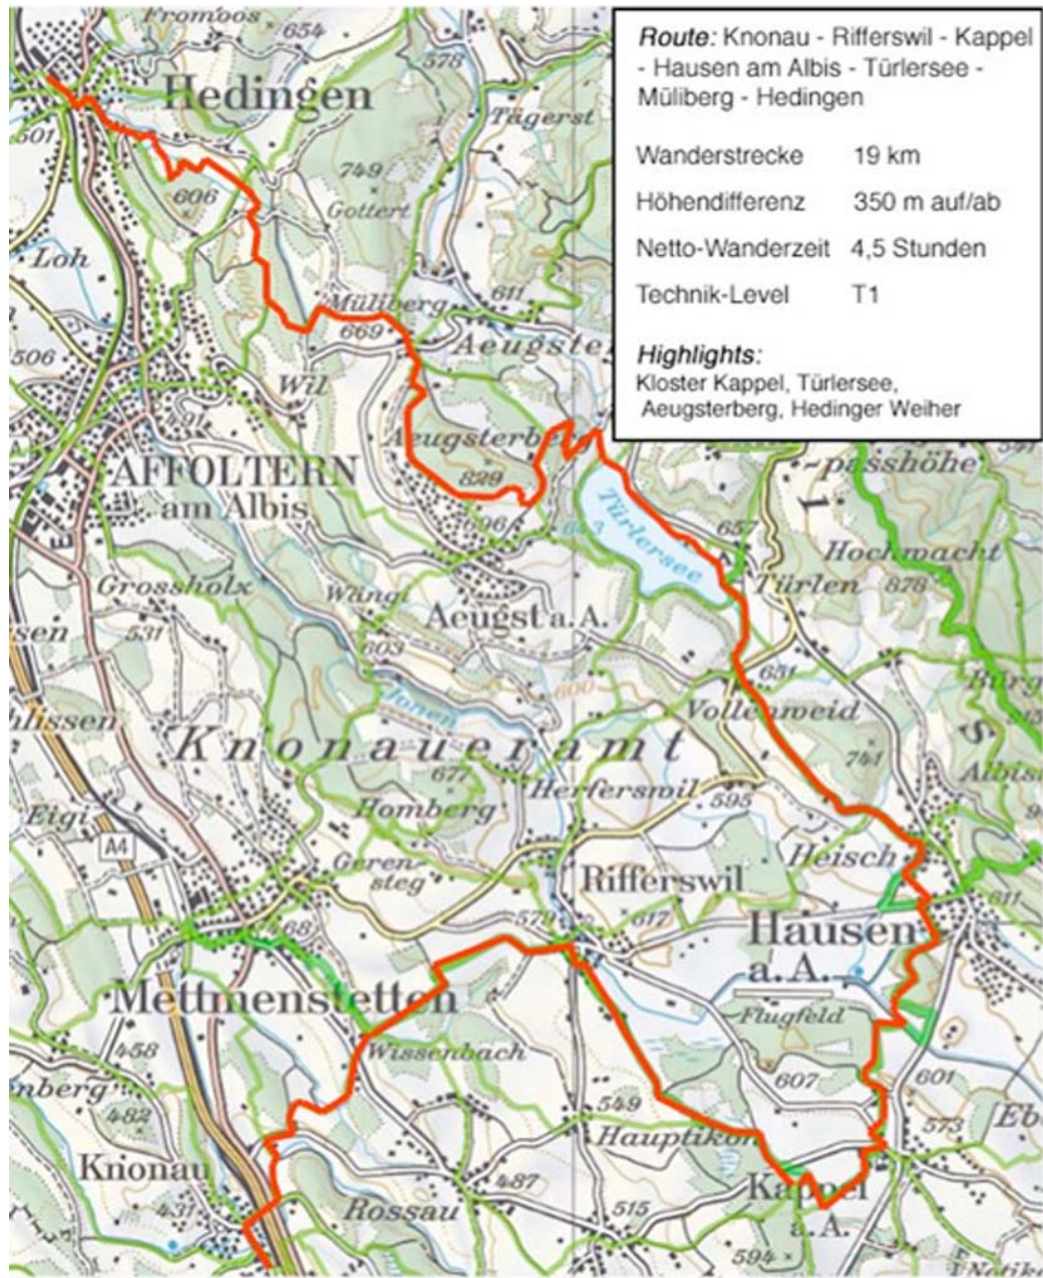 Fromoos
654
578
Route: Knonau - Rifferswil - Kappel
- Hausen am Albis - Türlersee -
Müliberg - Hedingen
Hedingen
501
Tägerst
Wanderstrecke 19 km
749
606
Gottert
Höhendifferenz 350 m auf/ab
Loh
Netto-Wanderzeit 4,5 Stunden
Müliberg
611
Technik-Level T1
669
506
Highlights:
Kloster Kappel, Türlersee,
Aeugsterberg, Hedinger Weiher
Wil
Aeugsterberg
829
passhöhe
AFFOLTERN
am Albis
696
Türlersee
657
Hochwacht
Türlen 878
Grossholz
Wängi
Aeugst a. A.
531
603
651
600
Jonen
Vollenweid
Knonaueramt
741
677
Herferswil
595
Homberg
Eigi
A4
Gerensteg
Heisch
Rifferswil
579
617
611
68
Hausen
a. A.
Mettmenstetten
Flugfeld
458
Wissenbach
607
601
482
549
573
Hauptikon
Knonau
487
Kappel
a. A.
431
Rossau
515
594